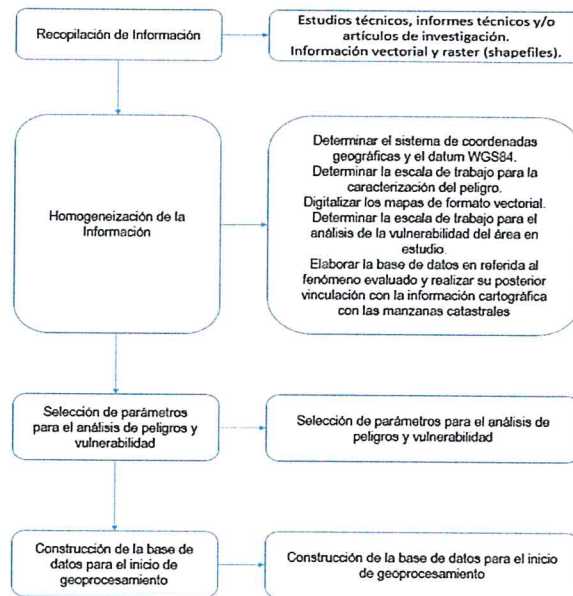 Recopilación de Información
Estudios técnicos, informes técnicos y/o
artículos de investigación.
Información vectorial y raster (shapefiles).
Homogeneización de la
Información
Determinar el sistema de coordenadas
geográficas y el datum WGS84.
Determinar la escala de trabajo para la
caracterización del peligro.
Digitalizar los mapas de formato vectorial.
Determinar la escala de trabajo para el
análisis de la vulnerabilidad del área en
estudio.
Elaborar la base de datos en referida al
fenómeno evaluado y realizar su posterior
vinculación con la información cartográfica
con las manzanas catastrales
Selección de parámetros
para el análisis de peligros y
vulnerabilidad
Selección de parámetros para el análisis de
peligros y vulnerabilidad
Construcción de la base de
datos para el inicio de
geoprocesamiento
Construcción de la base de datos para el inicio
de geoprocesamiento